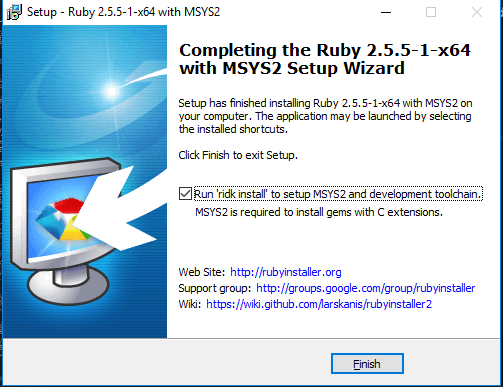 Setup - Ruby 2.5.5-1-x64 with MSYS2
Completing the Ruby 2.5.5-1-x64
with MSYS2 Setup Wizard
Setup has finished installing Ruby 2.5.5-1-x64 with MSYS2 on
your computer. The application may be launched by selecting
the installed shortcuts.
Click Finish to exit Setup.
Run 'ridk install' to setup MSYS2 and development toolchain.
MSYS2 is required to install gems with C extensions.
Web Site: http://rubyinstaller.org
Support group: http://groups.google.com/group/rubyinstaller
Wiki: https://wiki.github.com/larskanis/rubyinstaller2
Finish